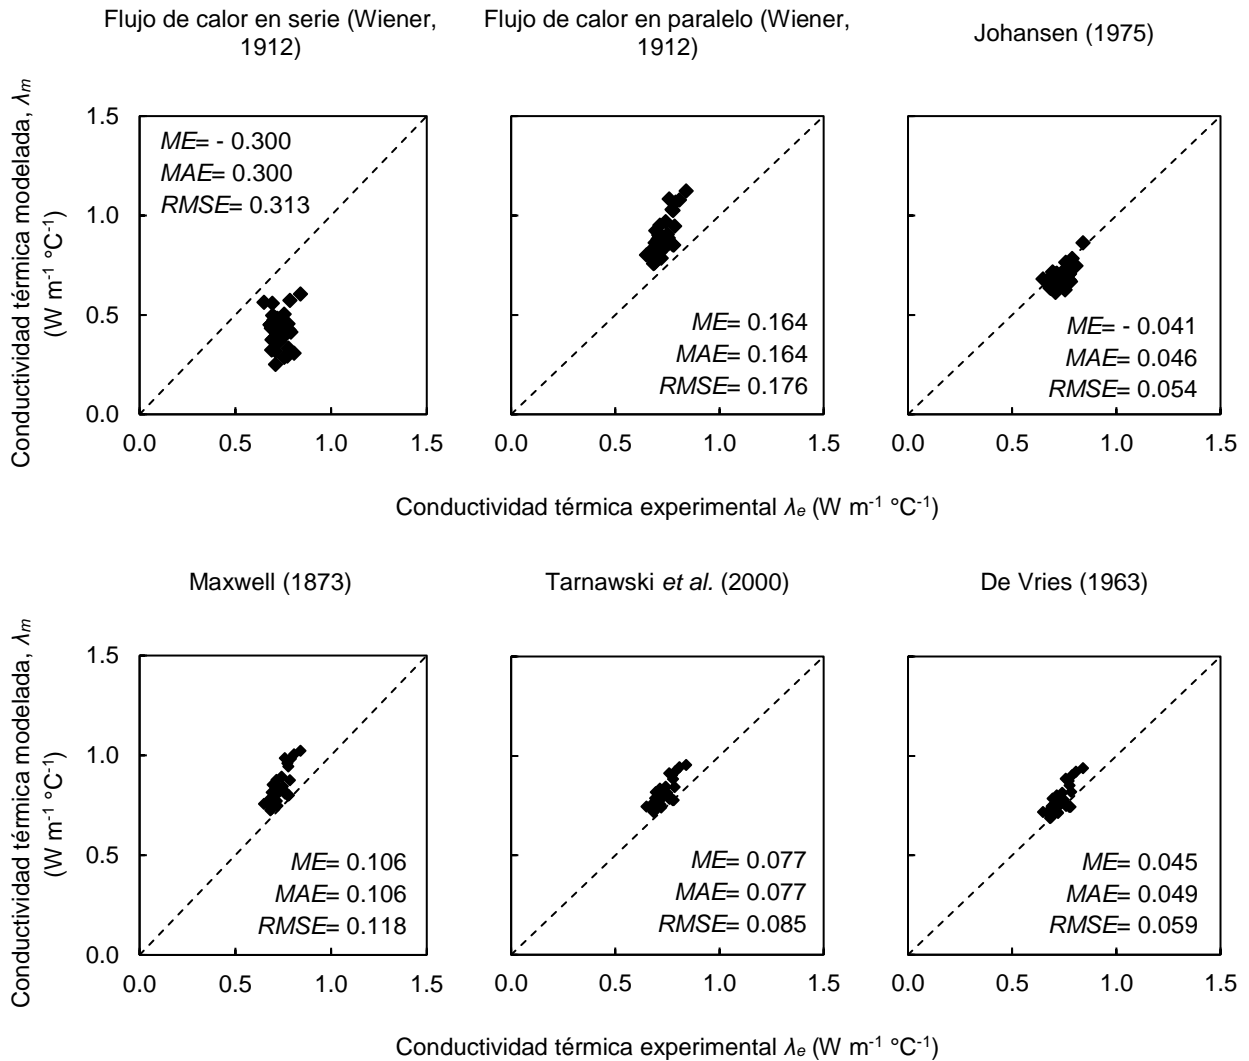 Flujo de calor en serie (Wiener,
1912)
Flujo de calor en paralelo (Wiener,
1912)
Johansen (1975)
Conductividad térmica modelada, λm
(W m-1 °C-1)
1.5
1.0
0.5
0.0
ME= - 0.300
MAE= 0.300
RMSE= 0.313
0.0 0.5 1.0 1.5
ME= 0.164
MAE= 0.164
RMSE= 0.176
0.0 0.5 1.0 1.5
ME= - 0.041
MAE= 0.046
RMSE= 0.054
0.0 0.5 1.0 1.5
Conductividad térmica experimental λe (W m-1 °C-1)
Maxwell (1873)
Tarnawski et al. (2000)
De Vries (1963)
Conductividad térmica modelada, λm
(W m-1 °C-1)
1.5
1.0
0.5
0.0
ME= 0.106
MAE= 0.106
RMSE= 0.118
0.0 0.5 1.0 1.5
ME= 0.077
MAE= 0.077
RMSE= 0.085
0.0 0.5 1.0 1.5
ME= 0.045
MAE= 0.049
RMSE= 0.059
0.0 0.5 1.0 1.5
Conductividad térmica experimental λe (W m-1 °C-1)